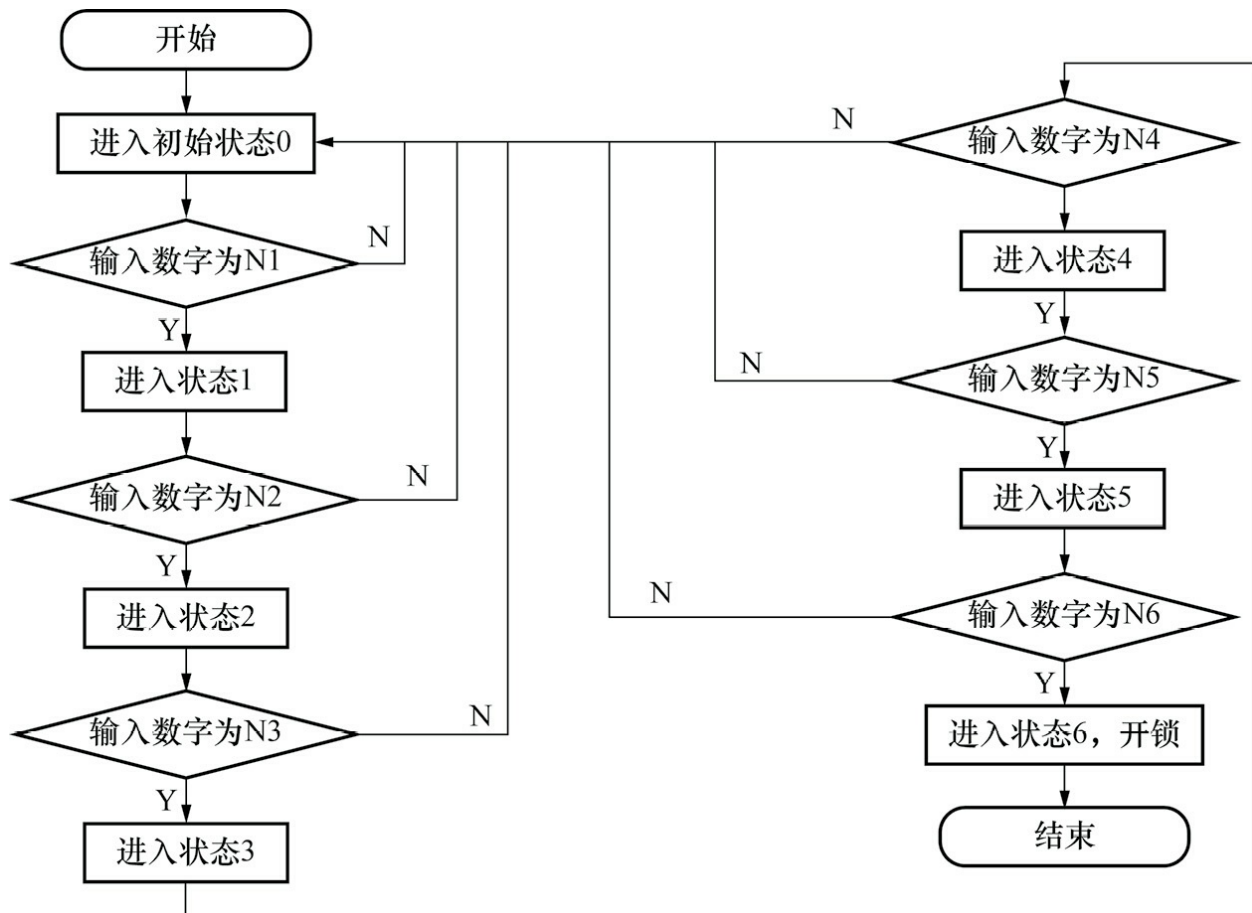 开始
进入初始状态0
输入数字为N1
N
Y
进入状态1
输入数字为N2
N
Y
进入状态2
输入数字为N3
N
Y
进入状态3
输入数字为N4
N
进入状态4
Y
输入数字为N5
N
Y
进入状态5
输入数字为N6
N
Y
进入状态6，开锁
结束